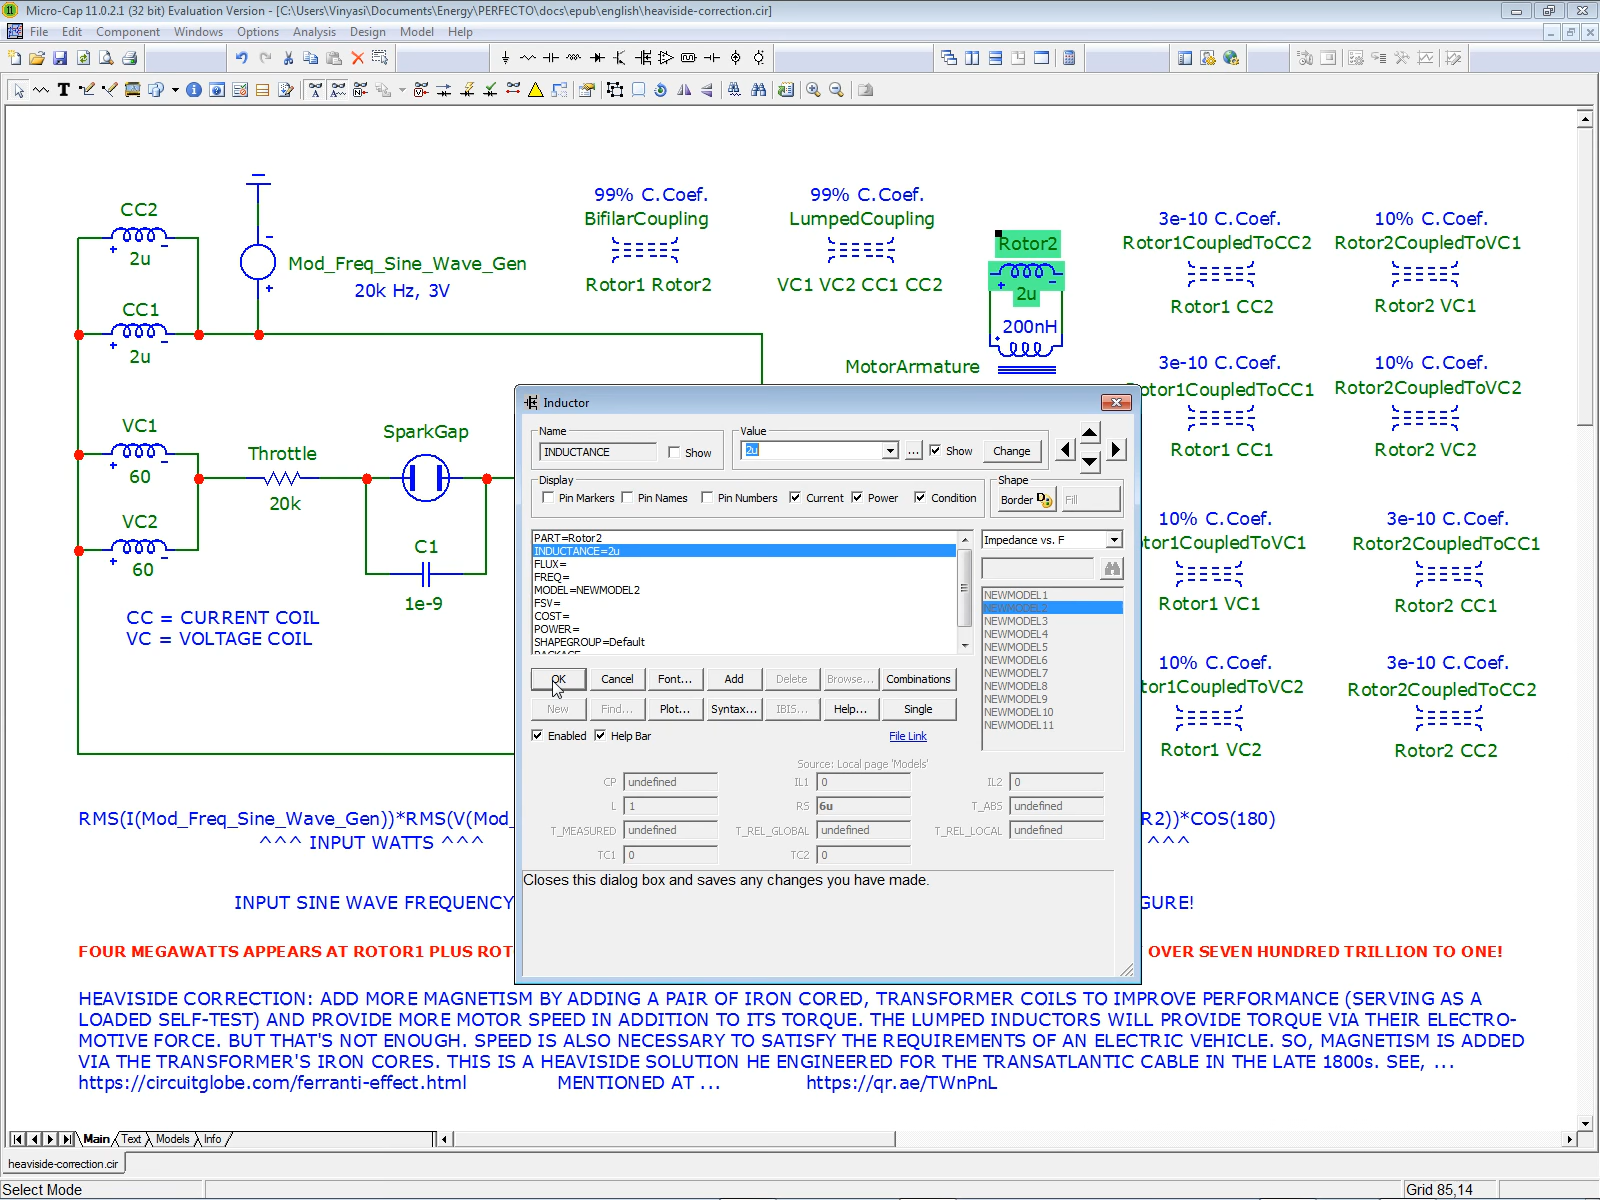 Micro-Cap 11.0.2.1 (32 bit) Evaluation Version - [C:\Users\Vinyasi\Documents\Energy\PERFECTO\docs\epub\english\heaviside-correction.cir]
File Edit Component Windows Options Analysis Design Model Help
99% C.Coef.
BifilarCoupling
Rotor1 Rotor2
99% C.Coef.
LumpedCoupling
VC1 VC2 CC1 CC2
CC2
2u
Mod_Freq_Sine_Wave_Gen
20k Hz, 3V
CC1
2u
Rotor2
2u
200nH
MotorArmature
3e-10 C.Coef.
Rotor1CoupledToCC2
Rotor1 CC2
10% C.Coef.
Rotor2CoupledToVC1
Rotor2 VC1
3e-10 C.Coef.
otor1CoupledToCC1
Rotor1 CC1
10% C.Coef.
Rotor2CoupledToVC2
Rotor2 VC2
VC1
60
Throttle
20k
SparkGap
VC2
60
C1
1e-9
CC = CURRENT COIL
VC = VOLTAGE COIL
10% C.Coef.
tor1CoupledToVC1
Rotor1 VC1
3e-10 C.Coef.
Rotor2CoupledToCC1
Rotor2 CC1
10% C.Coef.
tor1CoupledToVC2
Rotor1 VC2
3e-10 C.Coef.
Rotor2CoupledToCC2
Rotor2 CC2
Inductor
Name
INDUCTANCE
Show
Value
2u
...
Show
Change
Display
Pin Markers Pin Names Pin Numbers Current Power Condition
Shape
Border
Fill
PART=Rotor2
INDUCTANCE=2u
FLUX=
FREQ=
MODEL=NEWMODEL2
FSV=
COST=
POWER=
SHAPEGROUP=Default
PACKAGE=
Impedance vs. F
NEWMODEL1
NEWMODEL2
NEWMODEL3
NEWMODEL4
NEWMODEL5
NEWMODEL6
NEWMODEL7
NEWMODEL8
NEWMODEL9
NEWMODEL10
NEWMODEL11
OK Cancel Font... Add Delete Browse... Combinations
New Find... Plot... Syntax... IBIS... Help... Single
Enabled Help Bar File Link
Source: Local page 'Models'
CP undefined IL1 0 IL2 0
L 1 RS 6u T_ABS undefined
T_MEASURED undefined T_REL_GLOBAL undefined T_REL_LOCAL undefined
TC1 0 TC2 0
Closes this dialog box and saves any changes you have made.
RMS(I(Mod_Freq_Sine_Wave_Gen))*RMS(V(Mod_ R2))*COS(180)
^^^ INPUT WATTS ^^^ ^^^
INPUT SINE WAVE FREQUENCY GURE!
FOUR MEGAWATTS APPEARS AT ROTOR1 PLUS ROT OVER SEVEN HUNDRED TRILLION TO ONE!
HEAVISIDE CORRECTION: ADD MORE MAGNETISM BY ADDING A PAIR OF IRON CORED, TRANSFORMER COILS TO IMPROVE PERFORMANCE (SERVING AS A
LOADED SELF-TEST) AND PROVIDE MORE MOTOR SPEED IN ADDITION TO ITS TORQUE. THE LUMPED INDUCTORS WILL PROVIDE TORQUE VIA THEIR ELECTRO-
MOTIVE FORCE. BUT THAT'S NOT ENOUGH. SPEED IS ALSO NECESSARY TO SATISFY THE REQUIREMENTS OF AN ELECTRIC VEHICLE. SO, MAGNETISM IS ADDED
VIA THE TRANSFORMER'S IRON CORES. THIS IS A HEAVISIDE SOLUTION HE ENGINEERED FOR THE TRANSATLANTIC CABLE IN THE LATE 1800s. SEE, ...
https://circuitglobe.com/ferranti-effect.html MENTIONED AT ... https://qr.ae/TWnPnL
Main Text Models Info
heaviside-correction.cir
Select Mode Grid 85,14